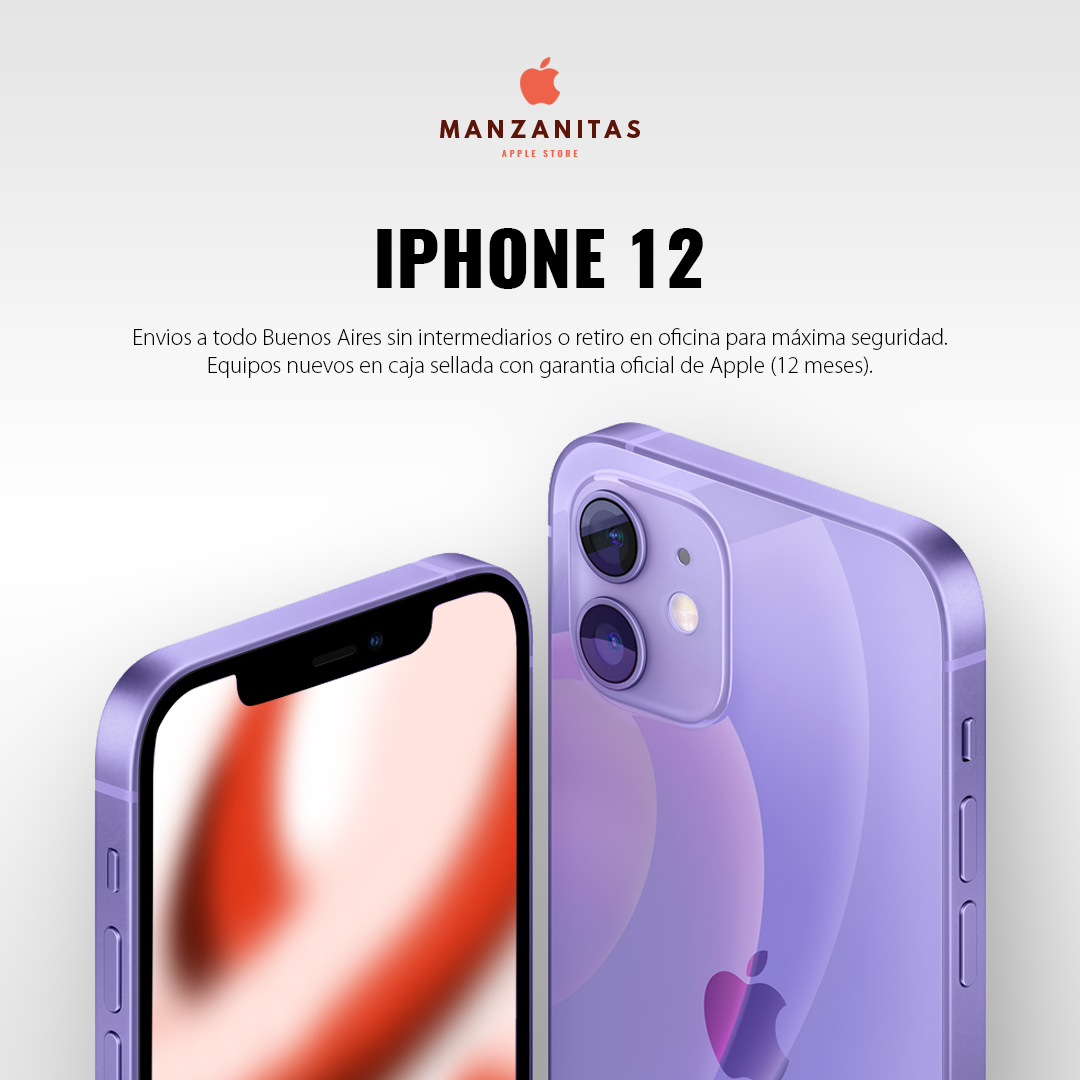 MANZANITAS
APPLE STORE
IPHONE 12
Envios a todo Buenos Aires sin intermediarios o retiro en oficina para máxima seguridad.
Equipos nuevos en caja sellada con garantia oficial de Apple (12 meses).